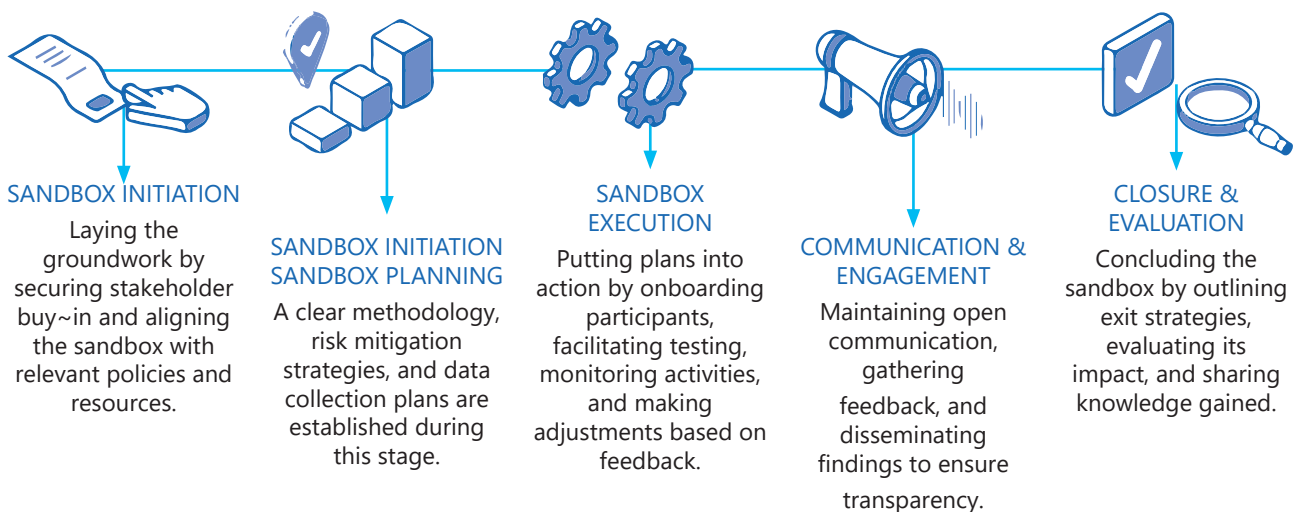 SANDBOX INITIATION
Laying the
groundwork by
securing stakeholder
buy~in and aligning
the sandbox with
relevant policies and
resources.
SANDBOX INITIATION
SANDBOX PLANNING
A clear methodology,
risk mitigation
strategies, and data
collection plans are
established during
this stage.
SANDBOX
EXECUTION
Putting plans into
action by onboarding
participants,
facilitating testing,
monitoring activities,
and making
adjustments based on
feedback.
COMMUNICATION &
ENGAGEMENT
Maintaining open
communication,
gathering
feedback, and
disseminating
findings to ensure
transparency.
CLOSURE &
EVALUATION
Concluding the
sandbox by outlining
exit strategies,
evaluating its
impact, and sharing
knowledge gained.